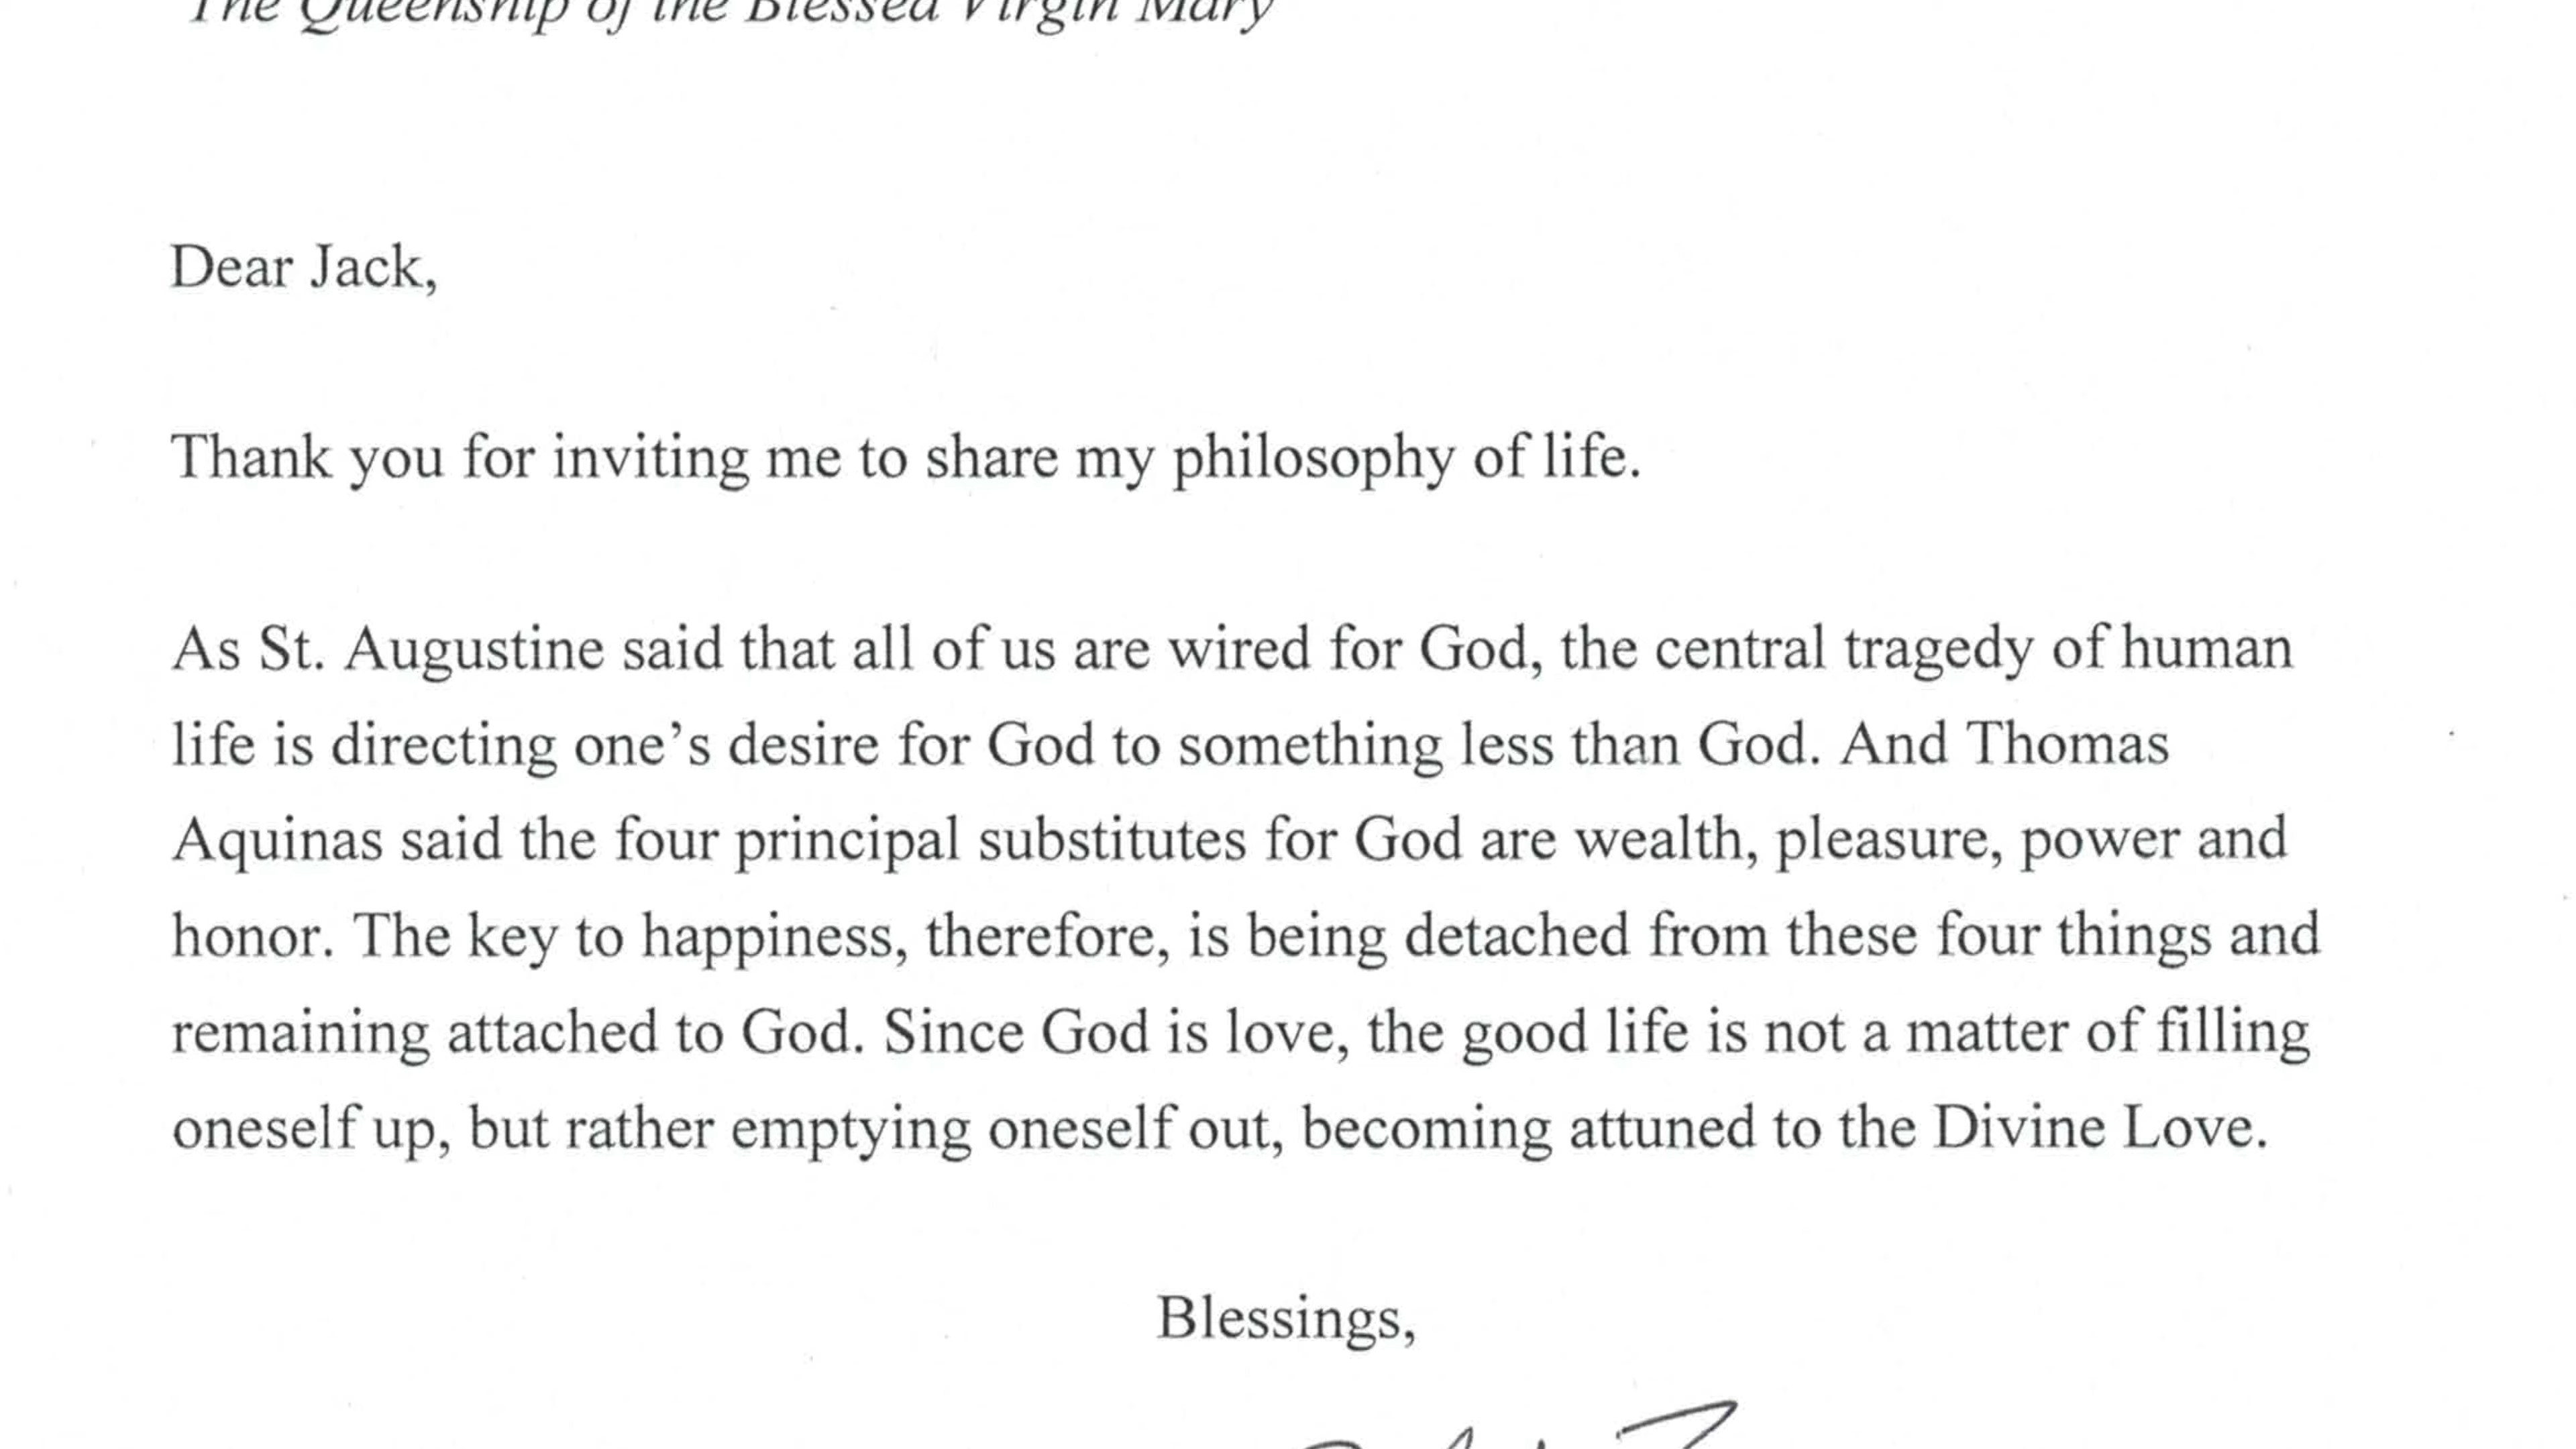 The Queenship of the Blessed Virgin Mary
Dear Jack,
Thank you for inviting me to share my philosophy of life.
As St. Augustine said that all of us are wired for God, the central tragedy of human
life is directing one’s desire for God to something less than God. And Thomas
Aquinas said the four principal substitutes for God are wealth, pleasure, power and
honor. The key to happiness, therefore, is being detached from these four things and
remaining attached to God. Since God is love, the good life is not a matter of filling
oneself up, but rather emptying oneself out, becoming attuned to the Divine Love.
Blessings,